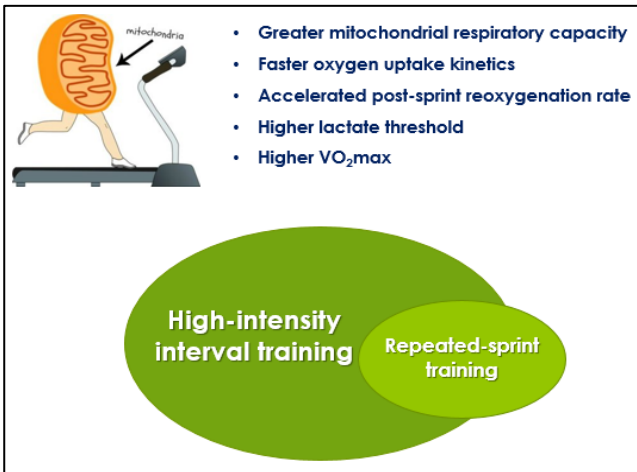 mitochondria
• Greater mitochondrial respiratory capacity
• Faster oxygen uptake kinetics
• Accelerated post-sprint reoxygenation rate
• Higher lactate threshold
• Higher VO₂max
High-intensity
interval training
Repeated-sprint
training